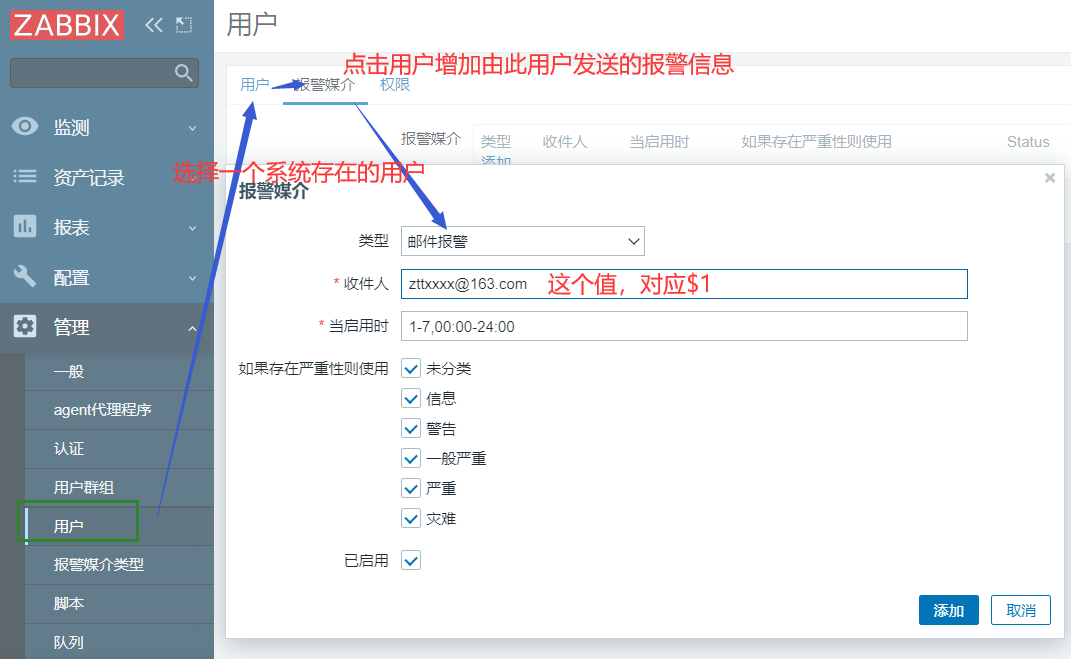 ZABBIX
监测
资产记录
报表
配置
管理
一般
agent代理程序
认证
用户群组
用户
报警媒介类型
脚本
队列
用户
点击用户增加由此用户发送的报警信息
用户 报警媒介 权限
报警媒介 类型 收件人 当启用时 如果存在严重性则使用 Status
添加
选择一个系统存在的用户
报警媒介
类型 邮件报警
* 收件人 zttxxxx@163.com 这个值，对应$1
* 当启用时 1-7,00:00-24:00
如果存在严重性则使用 未分类
信息
警告
一般严重
严重
灾难
已启用
添加 取消